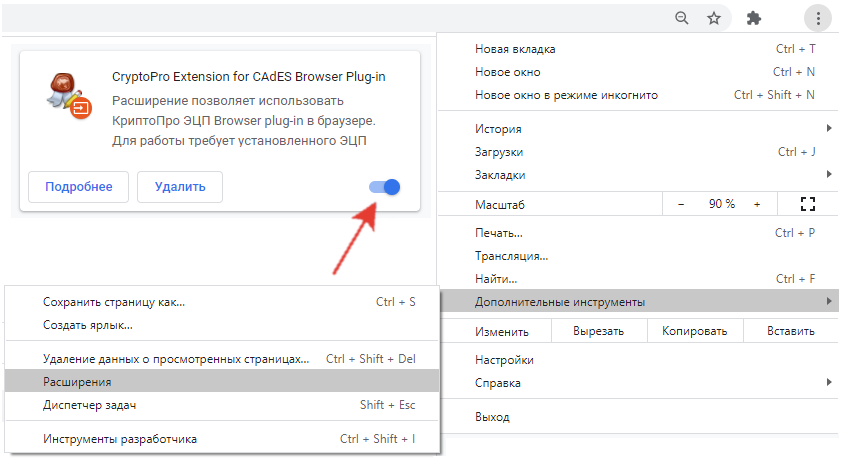 CryptoPro Extension for CAdES Browser Plug-in
Расширение позволяет использовать
КриптоПро ЭЦП Browser plug-in в браузере.
Для работы требует установленного ЭЦП
Подробнее
Удалить
Новая вкладка Ctrl + T
Новое окно Ctrl + N
Новое окно в режиме инкогнито Ctrl + Shift + N
История
Загрузки Ctrl + J
Закладки
Масштаб − 90 % +
Печать... Ctrl + P
Трансляция...
Найти... Ctrl + F
Дополнительные инструменты
Изменить Вырезать Копировать Вставить
Настройки
Справка
Выход
Сохранить страницу как... Ctrl + S
Создать ярлык...
Удаление данных о просмотренных страницах... Ctrl + Shift + Del
Расширения
Диспетчер задач Shift + Esc
Инструменты разработчика Ctrl + Shift + I